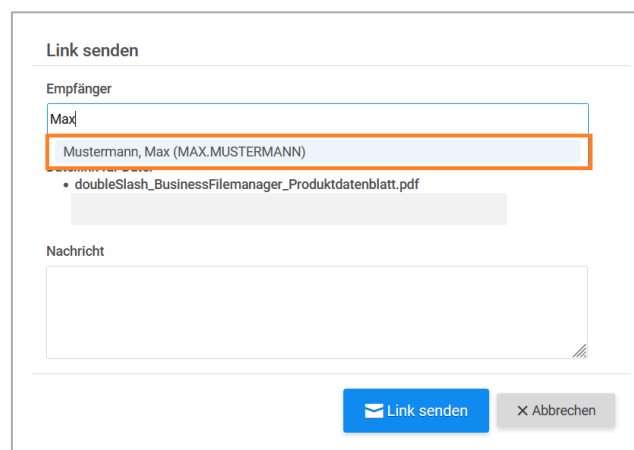 Link senden
Empfänger
Max
Mustermann, Max (MAX.MUSTERMANN)
• doubleSlash_BusinessFilemanager_Produktdatenblatt.pdf
Nachricht
Link senden
Abbrechen